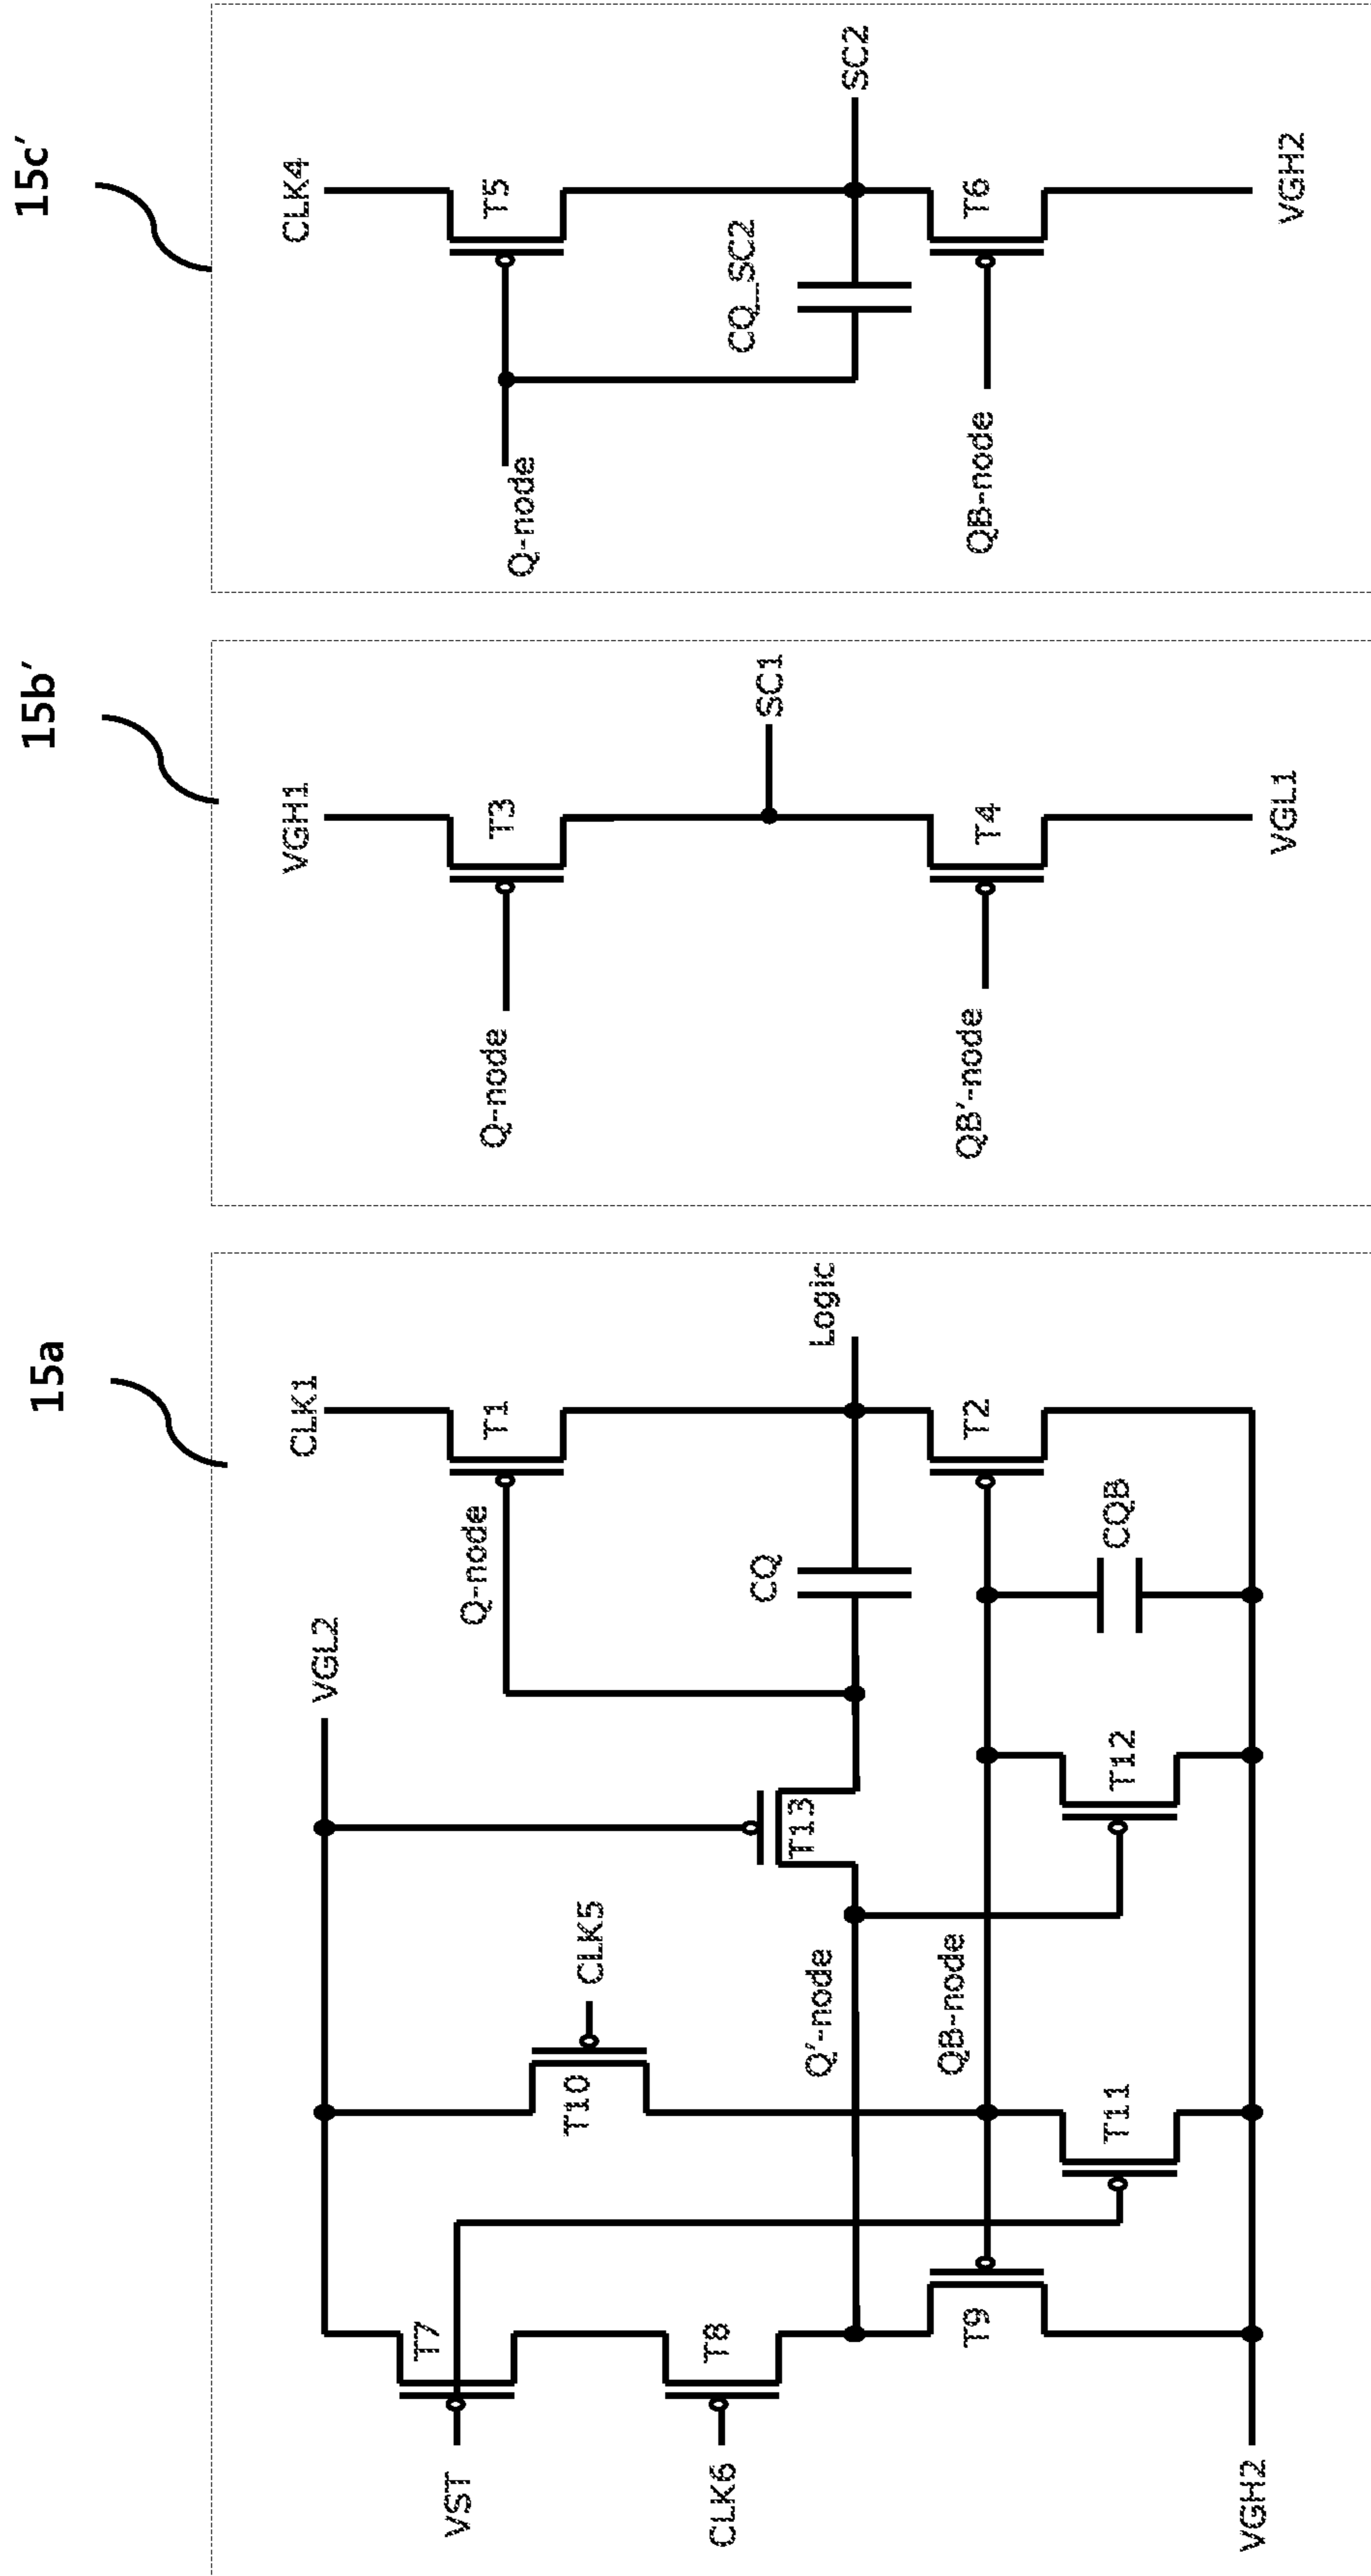 15a
VGL2
CLK1
VST
T7
CLK6
T8
T10
CLK5
T13
Q-node
T1
CQ
Logic
Q'-node
QB-node
T9
T11
T12
CQB
T2
VGH2
15b′
VGH1
Q-node
T3
SC1
QB'-node
T4
VGL1
15c′
CLK4
Q-node
T5
CQ_SC2
SC2
QB-node
T6
VGH2